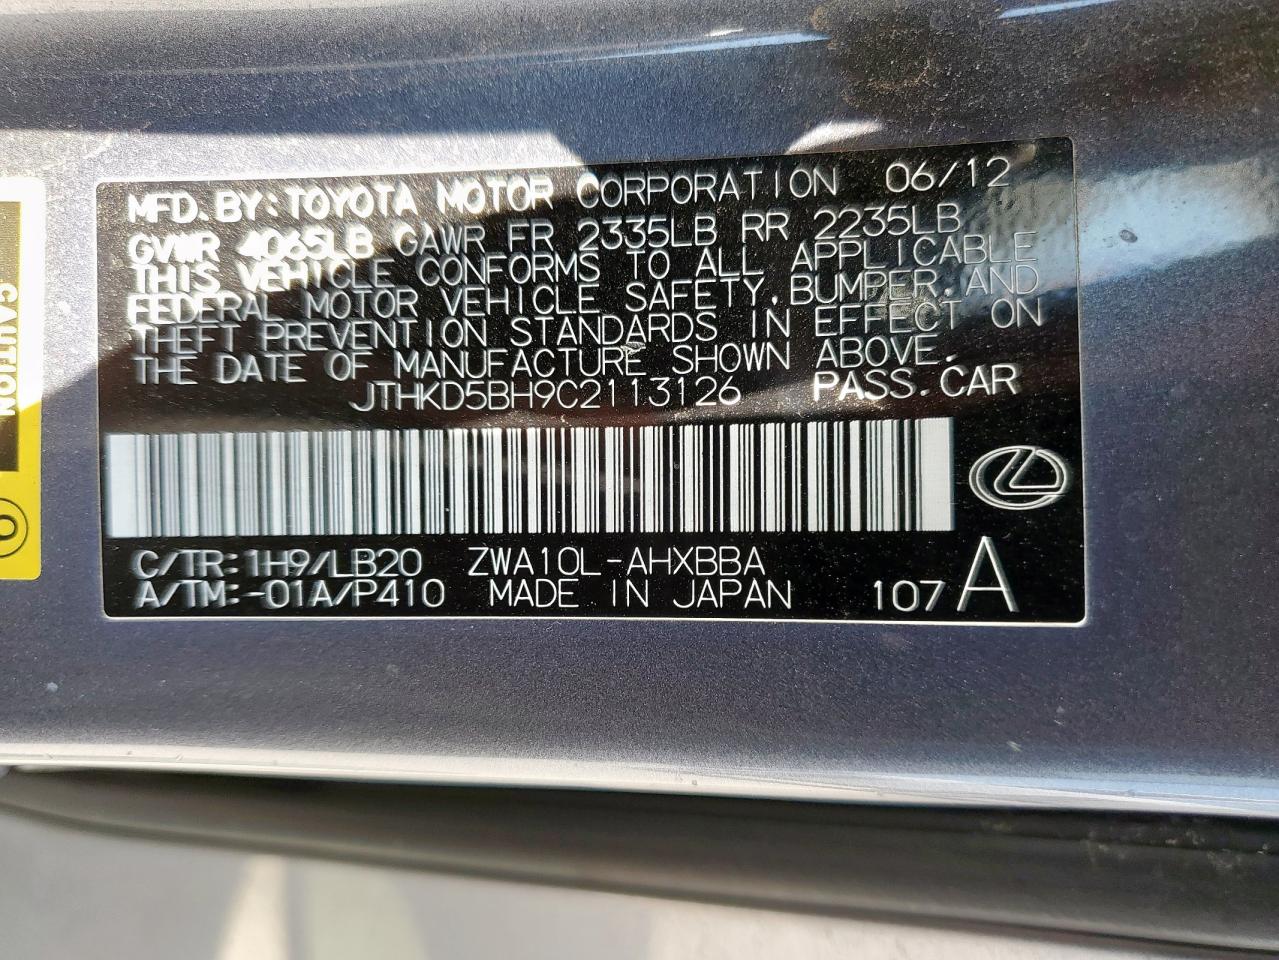 CAUTION
MFD. BY: TOYOTA MOTOR CORPORATION 06/12
GVWR 4065LB GAWR FR 2335LB RR 2235LB
THIS VEHICLE CONFORMS TO ALL APPLICABLE
FEDERAL MOTOR VEHICLE SAFETY, BUMPER, AND
THEFT PREVENTION STANDARDS IN EFFECT ON
THE DATE OF MANUFACTURE SHOWN ABOVE.
JTHKD5BH9C2113126 PASS. CAR
C/TR: 1H9/LB20 ZWA10L-AHXBBA
A/TM: -01A/P410 MADE IN JAPAN 107 A